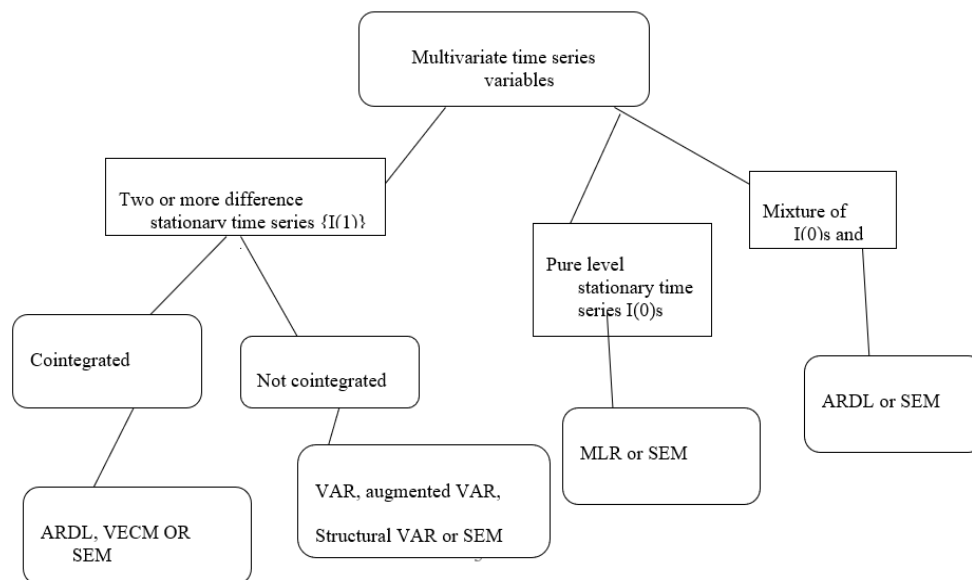 Multivariate time series
variables
Two or more difference
stationary time series {I(1)}
Mixture of
I(0)s and
Pure level
stationary time
series I(0)s
Cointegrated
Not cointegrated
ARDL or SEM
MLR or SEM
VAR, augmented VAR,
Structural VAR or SEM
ARDL, VECM OR
SEM